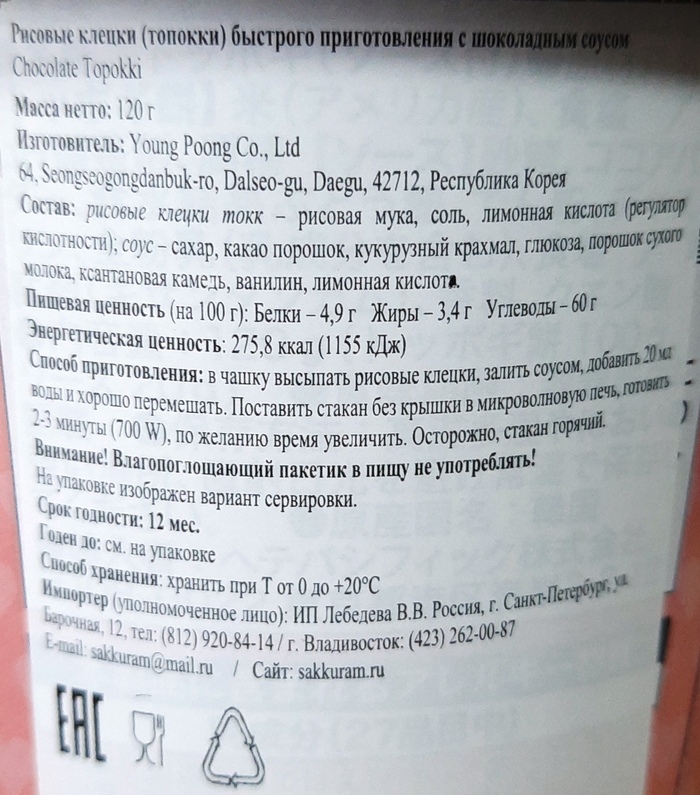 Рисовые клецки (топокки) быстрого приготовления с шоколадным соусом
Chocolate Topokki
Масса нетто: 120 г
Изготовитель: Young Poong Co., Ltd
64, Seongseogongdanbuk-ro, Dalseo-gu, Daegu, 42712, Республика Корея
Состав: рисовые клецки токк – рисовая мука, соль, лимонная кислота (регулятор
кислотности); соус – сахар, какао порошок, кукурузный крахмал, глюкоза, порошок сухого
молока, ксантановая камедь, ванилин, лимонная кислота.
Пищевая ценность (на 100 г): Белки – 4,9 г Жиры – 3,4 г Углеводы – 60 г
Энергетическая ценность: 275,8 ккал (1155 кДж)
Способ приготовления: в чашку высыпать рисовые клецки, залить соусом, добавить 20 мл
воды и хорошо перемешать. Поставить стакан без крышки в микроволновую печь, готовить
2-3 минуты (700 W), по желанию время увеличить. Осторожно, стакан горячий.
Внимание! Влагопоглощающий пакетик в пищу не употреблять!
На упаковке изображен вариант сервировки.
Срок годности: 12 мес.
Годен до: см. на упаковке
Способ хранения: хранить при Т от 0 до +20°С
Импортер (уполномоченное лицо): ИП Лебедева В.В. Россия, г. Санкт-Петербург, ул.
Барочная, 12, тел: (812) 920-84-14 / г. Владивосток: (423) 262-00-87
E-mail: sakkuram@mail.ru / Сайт: sakkuram.ru
EAC